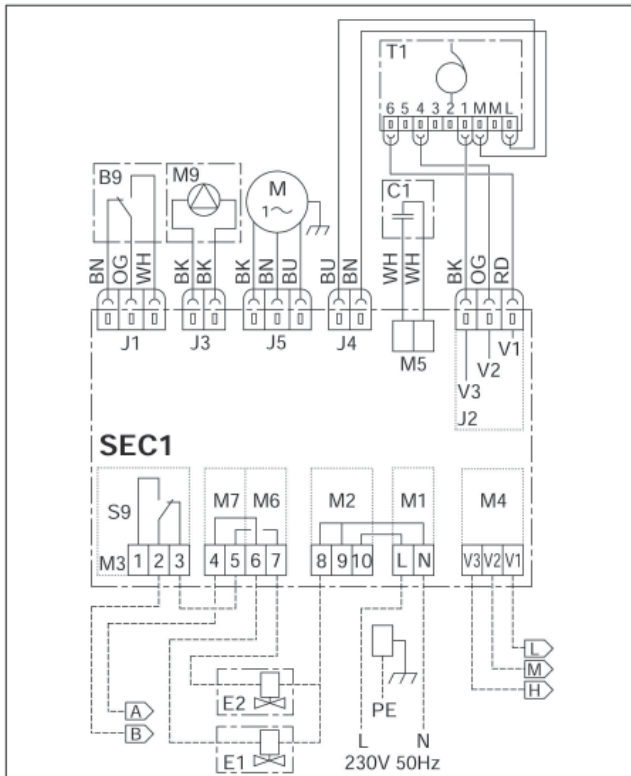 T1
6 5 4 3 2 1 M M L
B9
M9
M
1~
C1
BN OG WH
BK BK
BK BN BU
BU BN
WH WH
BK OG RD
J1
J3
J5
J4
M5
V1
V2
V3
J2
SEC1
S9
M7 M6
M2
M1
M4
M3 1 2 3
4 5 6 7
8 9 10
L N
V3 V2 V1
L
M
H
A
B
E2
E1
PE
L N
230V 50Hz